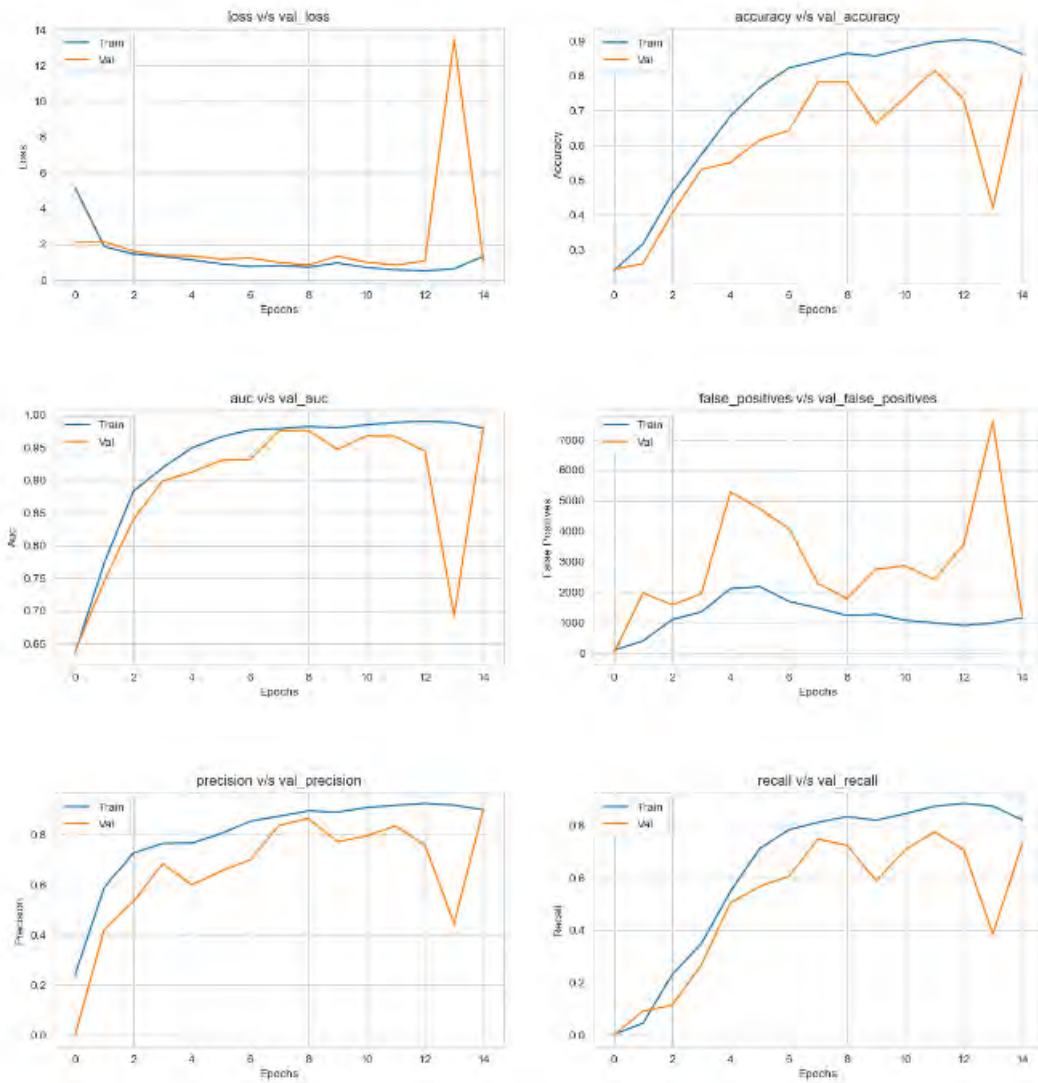 loss v/s val_loss
Train
Val
14
12
10
8
6
4
2
0
Loss
0 2 4 6 8 10 12 14
Epochs
accuracy v/s val_accuracy
Train
Val
0.9
0.8
0.7
0.6
0.5
0.4
0.3
Accuracy
0 2 4 6 8 10 12 14
Epochs
auc v/s val_auc
Train
Val
1.00
0.95
0.90
0.85
0.80
0.75
0.70
0.65
Auc
0 2 4 6 8 10 12 14
Epochs
false_positives v/s val_false_positives
Train
Val
7000
6000
5000
4000
3000
2000
1000
0
False Positives
0 2 4 6 8 10 12 14
Epochs
precision v/s val_precision
Train
Val
0.8
0.6
0.4
0.2
0.0
Precision
0 2 4 6 8 10 12 14
Epochs
recall v/s val_recall
Train
Val
0.8
0.6
0.4
0.2
0.0
Recall
0 2 4 6 8 10 12 14
Epochs